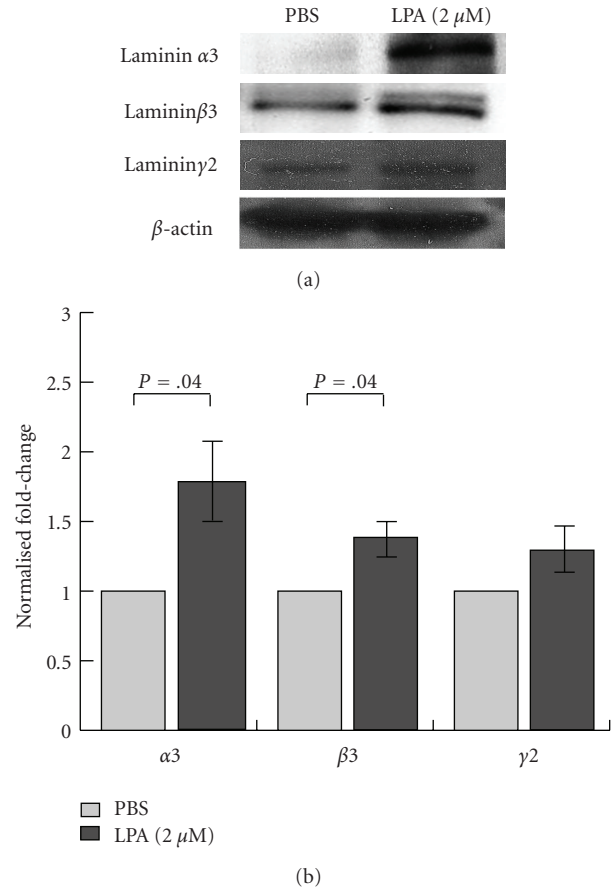 PBS LPA (2 μM)
Laminin α3
Lamininβ3
Lamininγ2
β-actin
(a)
3
2.5
2
1.5
1
0.5
0
Normalised fold-change
P = .04 P = .04
α3 β3 γ2
PBS
LPA (2 μM)
(b)